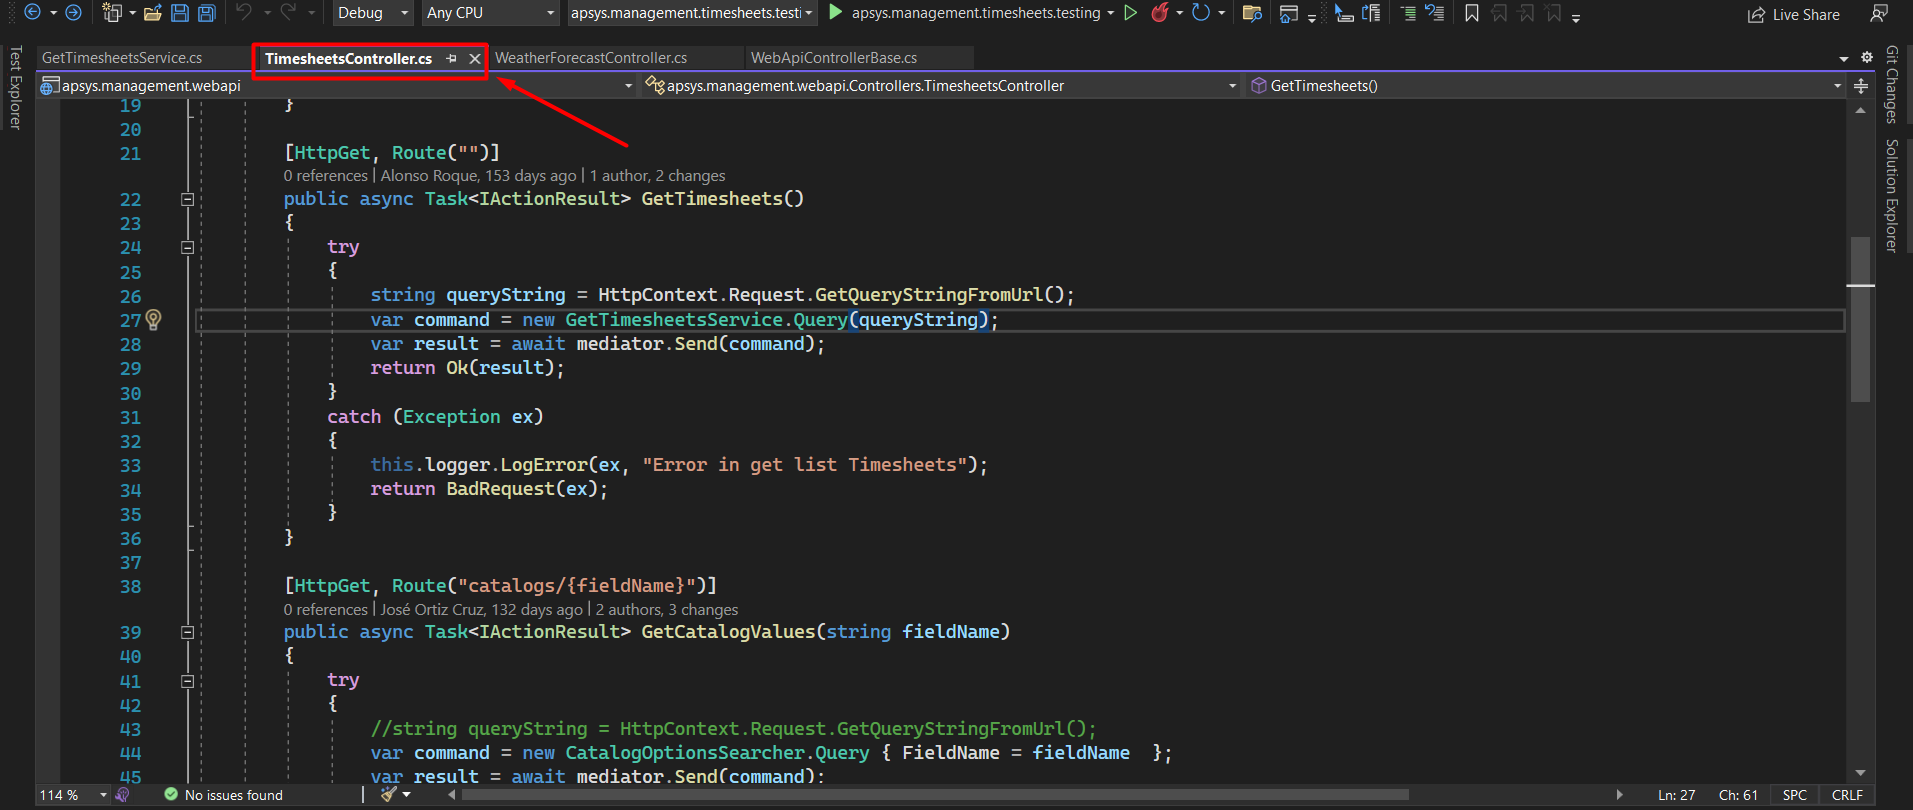 Debug
Any CPU
apsys.management.timesheets.testi
apsys.management.timesheets.testing
Live Share
GetTimesheetsService.cs
TimesheetsController.cs
WeatherForecastController.cs
WebApiControllerBase.cs
apsys.management.webapi
apsys.management.webapi.Controllers.TimesheetsController
GetTimesheets()
Test Explorer
Git Changes
Solution Explorer
19 }
20
21 [HttpGet, Route("")]
0 references | Alonso Roque, 153 days ago | 1 author, 2 changes
22 public async Task<IActionResult> GetTimesheets()
23 {
24 try
25 {
26 string queryString = HttpContext.Request.GetQueryStringFromUrl();
27 var command = new GetTimesheetsService.Query(queryString);
28 var result = await mediator.Send(command);
29 return Ok(result);
30 }
31 catch (Exception ex)
32 {
33 this.logger.LogError(ex, "Error in get list Timesheets");
34 return BadRequest(ex);
35 }
36 }
37
38 [HttpGet, Route("catalogs/{fieldName}")]
0 references | José Ortiz Cruz, 132 days ago | 2 authors, 3 changes
39 public async Task<IActionResult> GetCatalogValues(string fieldName)
40 {
41 try
42 {
43 //string queryString = HttpContext.Request.GetQueryStringFromUrl();
44 var command = new CatalogOptionsSearcher.Query { FieldName = fieldName };
45 var result = await mediator.Send(command);
114 %
No issues found
Ln: 27
Ch: 61
SPC
CRLF